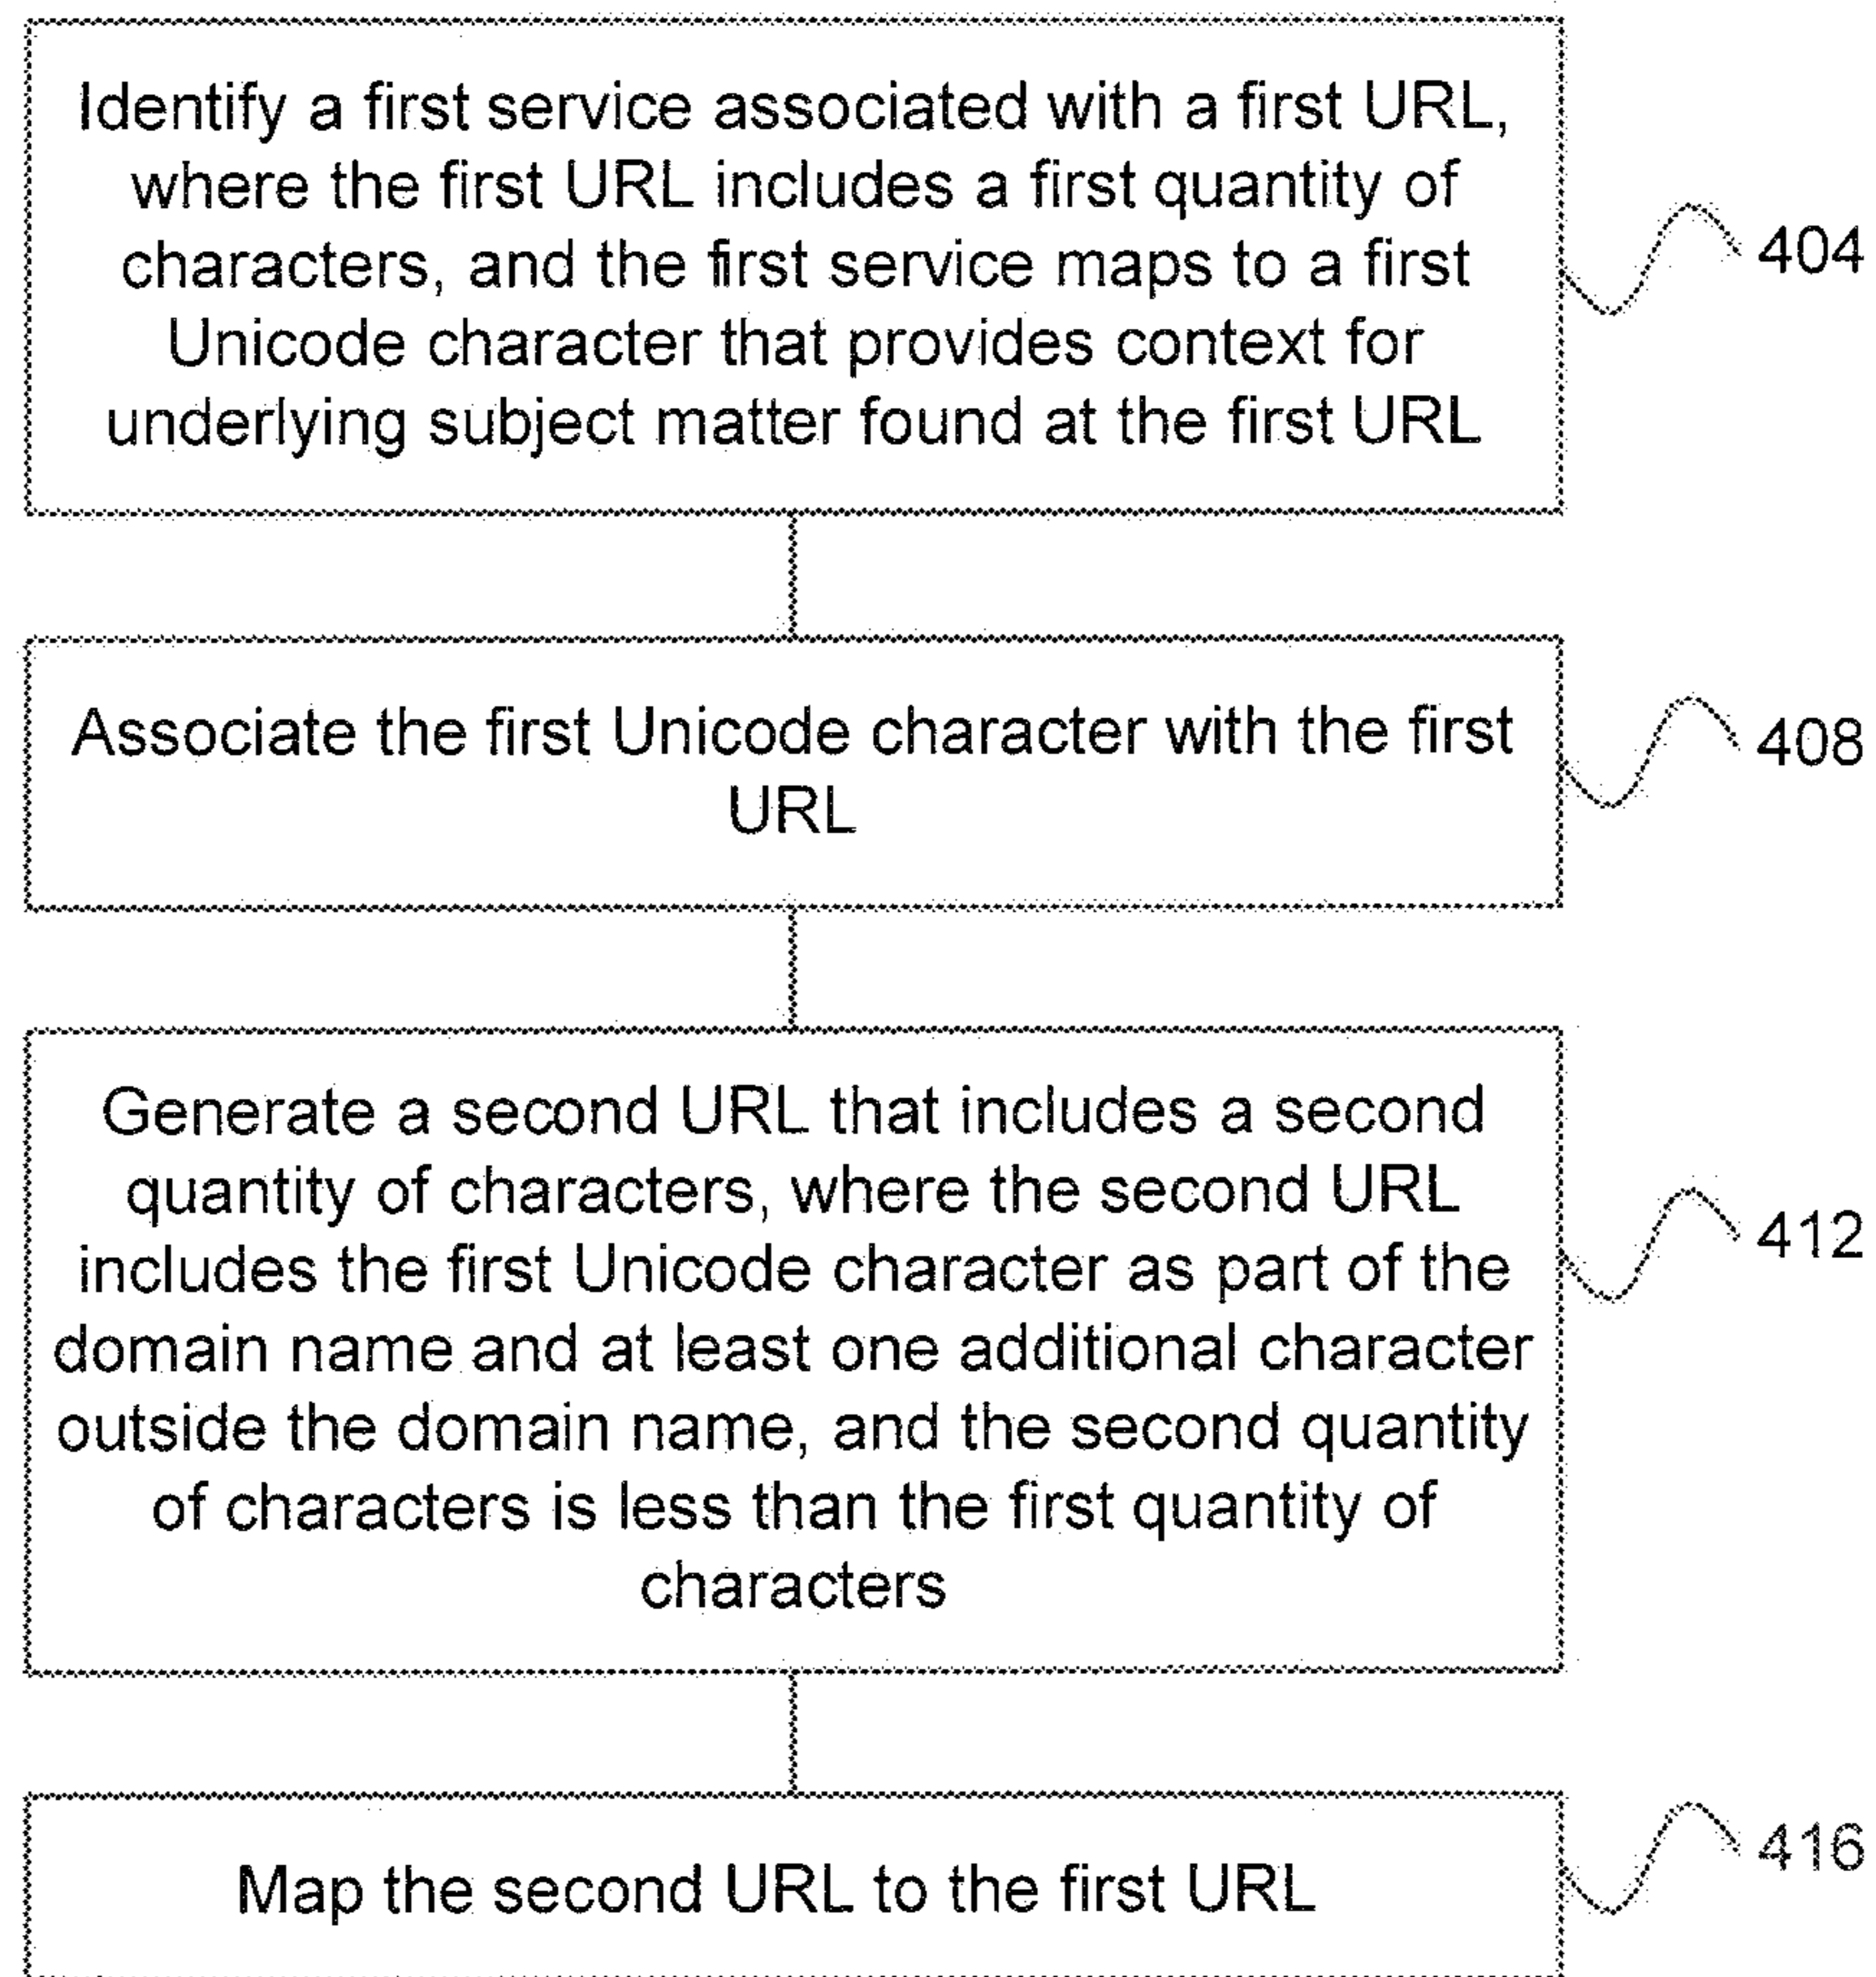 Identify a first service associated with a first URL,
where the first URL includes a first quantity of
characters, and the first service maps to a first
Unicode character that provides context for
underlying subject matter found at the first URL
404
Associate the first Unicode character with the first
URL
408
Generate a second URL that includes a second
quantity of characters, where the second URL
includes the first Unicode character as part of the
domain name and at least one additional character
outside the domain name, and the second quantity
of characters is less than the first quantity of
characters
412
Map the second URL to the first URL
416